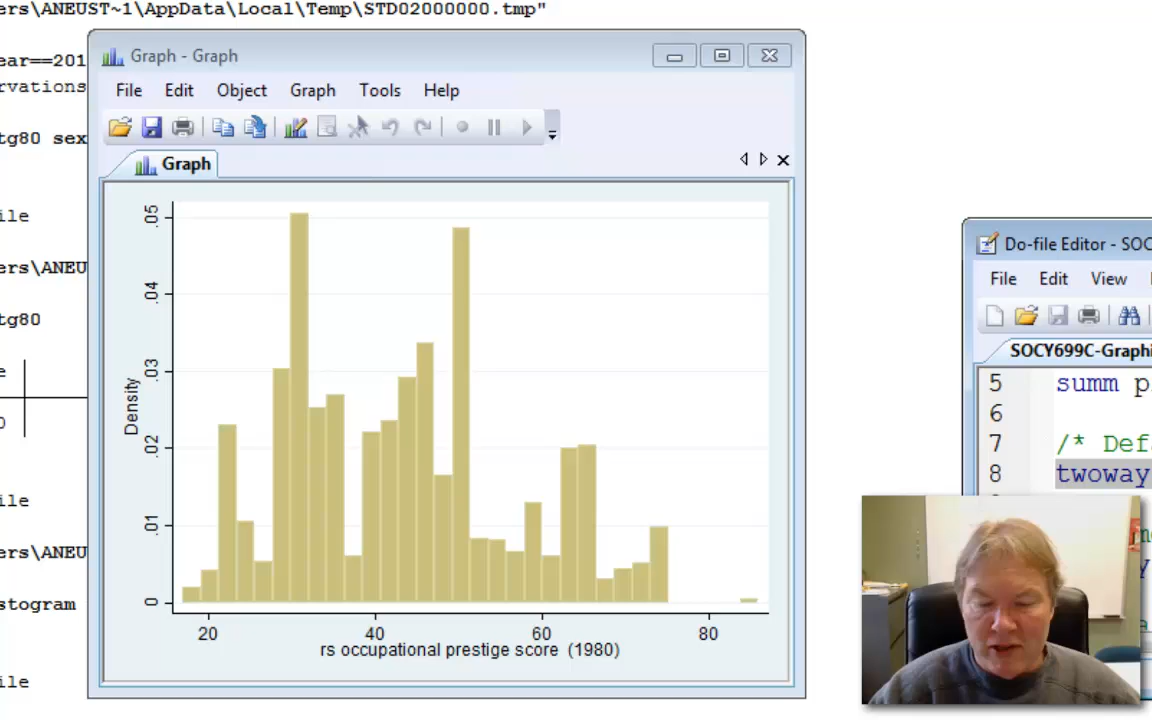 ers\ANEUST~1\AppData\Local\Temp\STD02000000.tmp"
ear==201
rvations
tg80 sex
ile
ers\ANEU
tg80
e
0
ile
ers\ANEU
stogram
ile
Graph - Graph
File Edit Object Graph Tools Help
Graph
.05
.04
.03
.02
.01
0
Density
20 40 60 80
rs occupational prestige score (1980)
Do-file Editor - SOC
File Edit View
SOCY699C-Graphi
5 summ p
6
7 /* Def
8 twoway